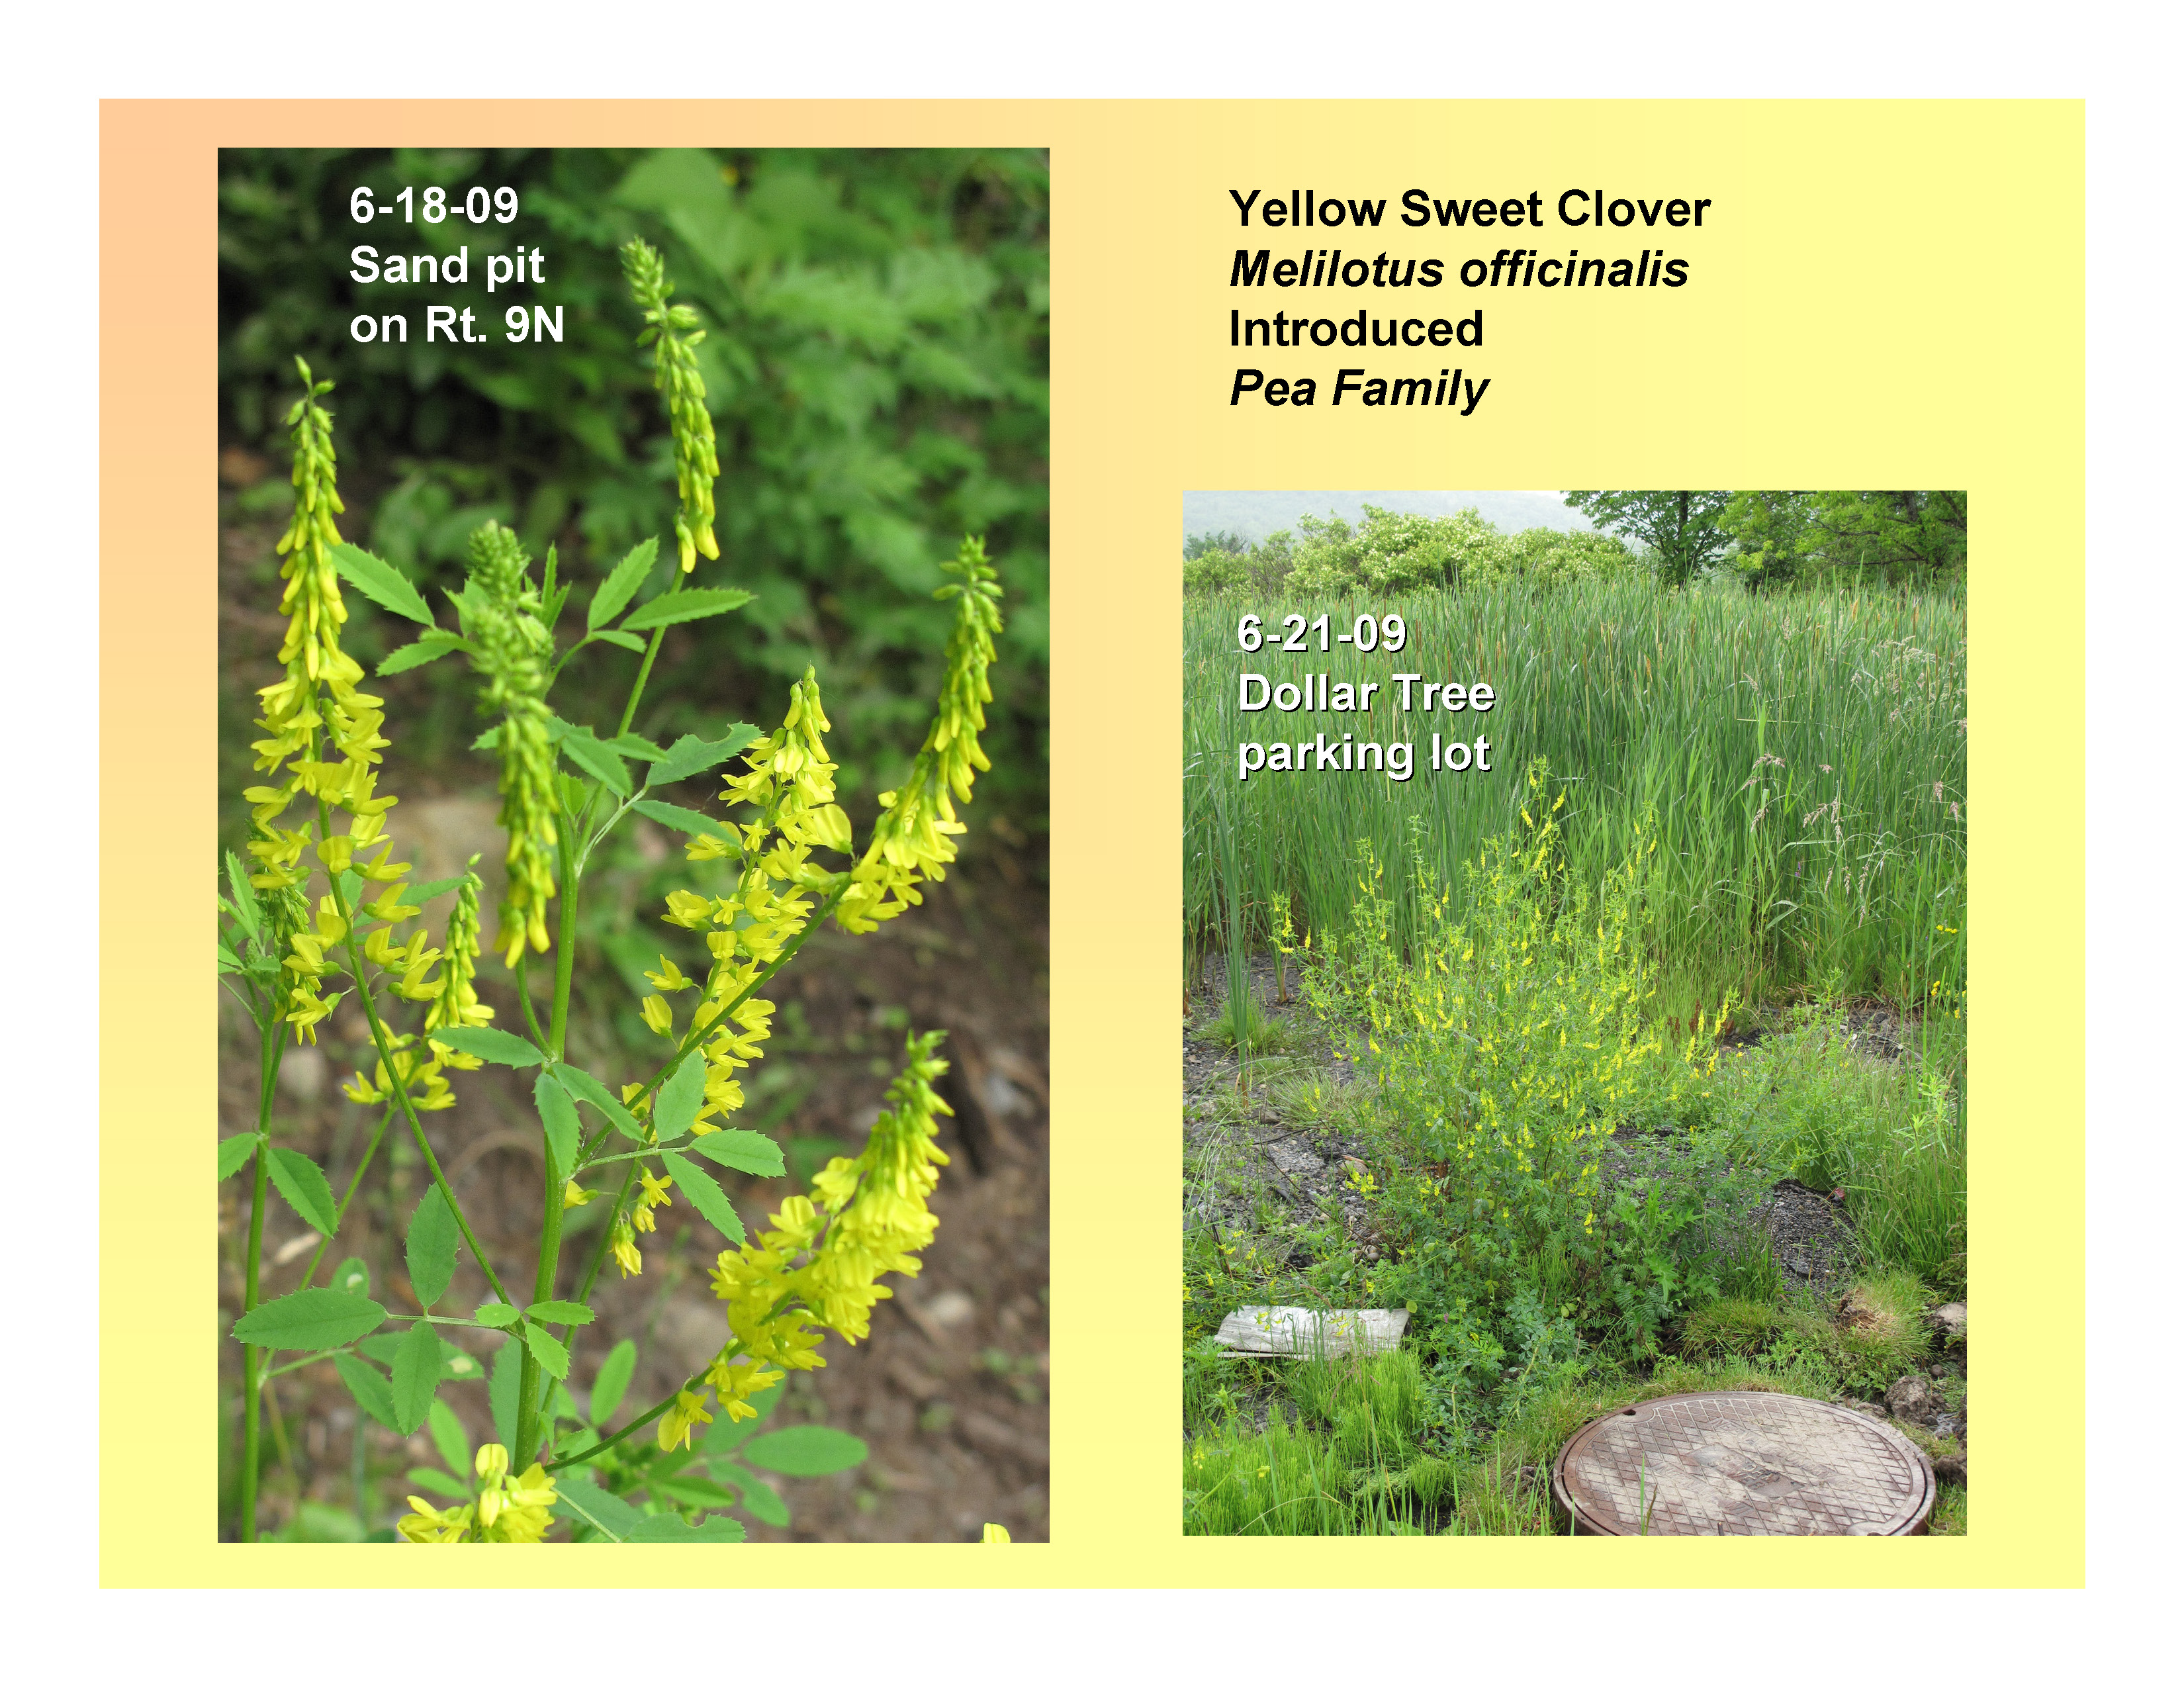 6-18-09
Sand pit
on Rt. 9N
Yellow Sweet Clover
Melilotus officinalis
Introduced
Pea Family
6-21-09
Dollar Tree
parking lot